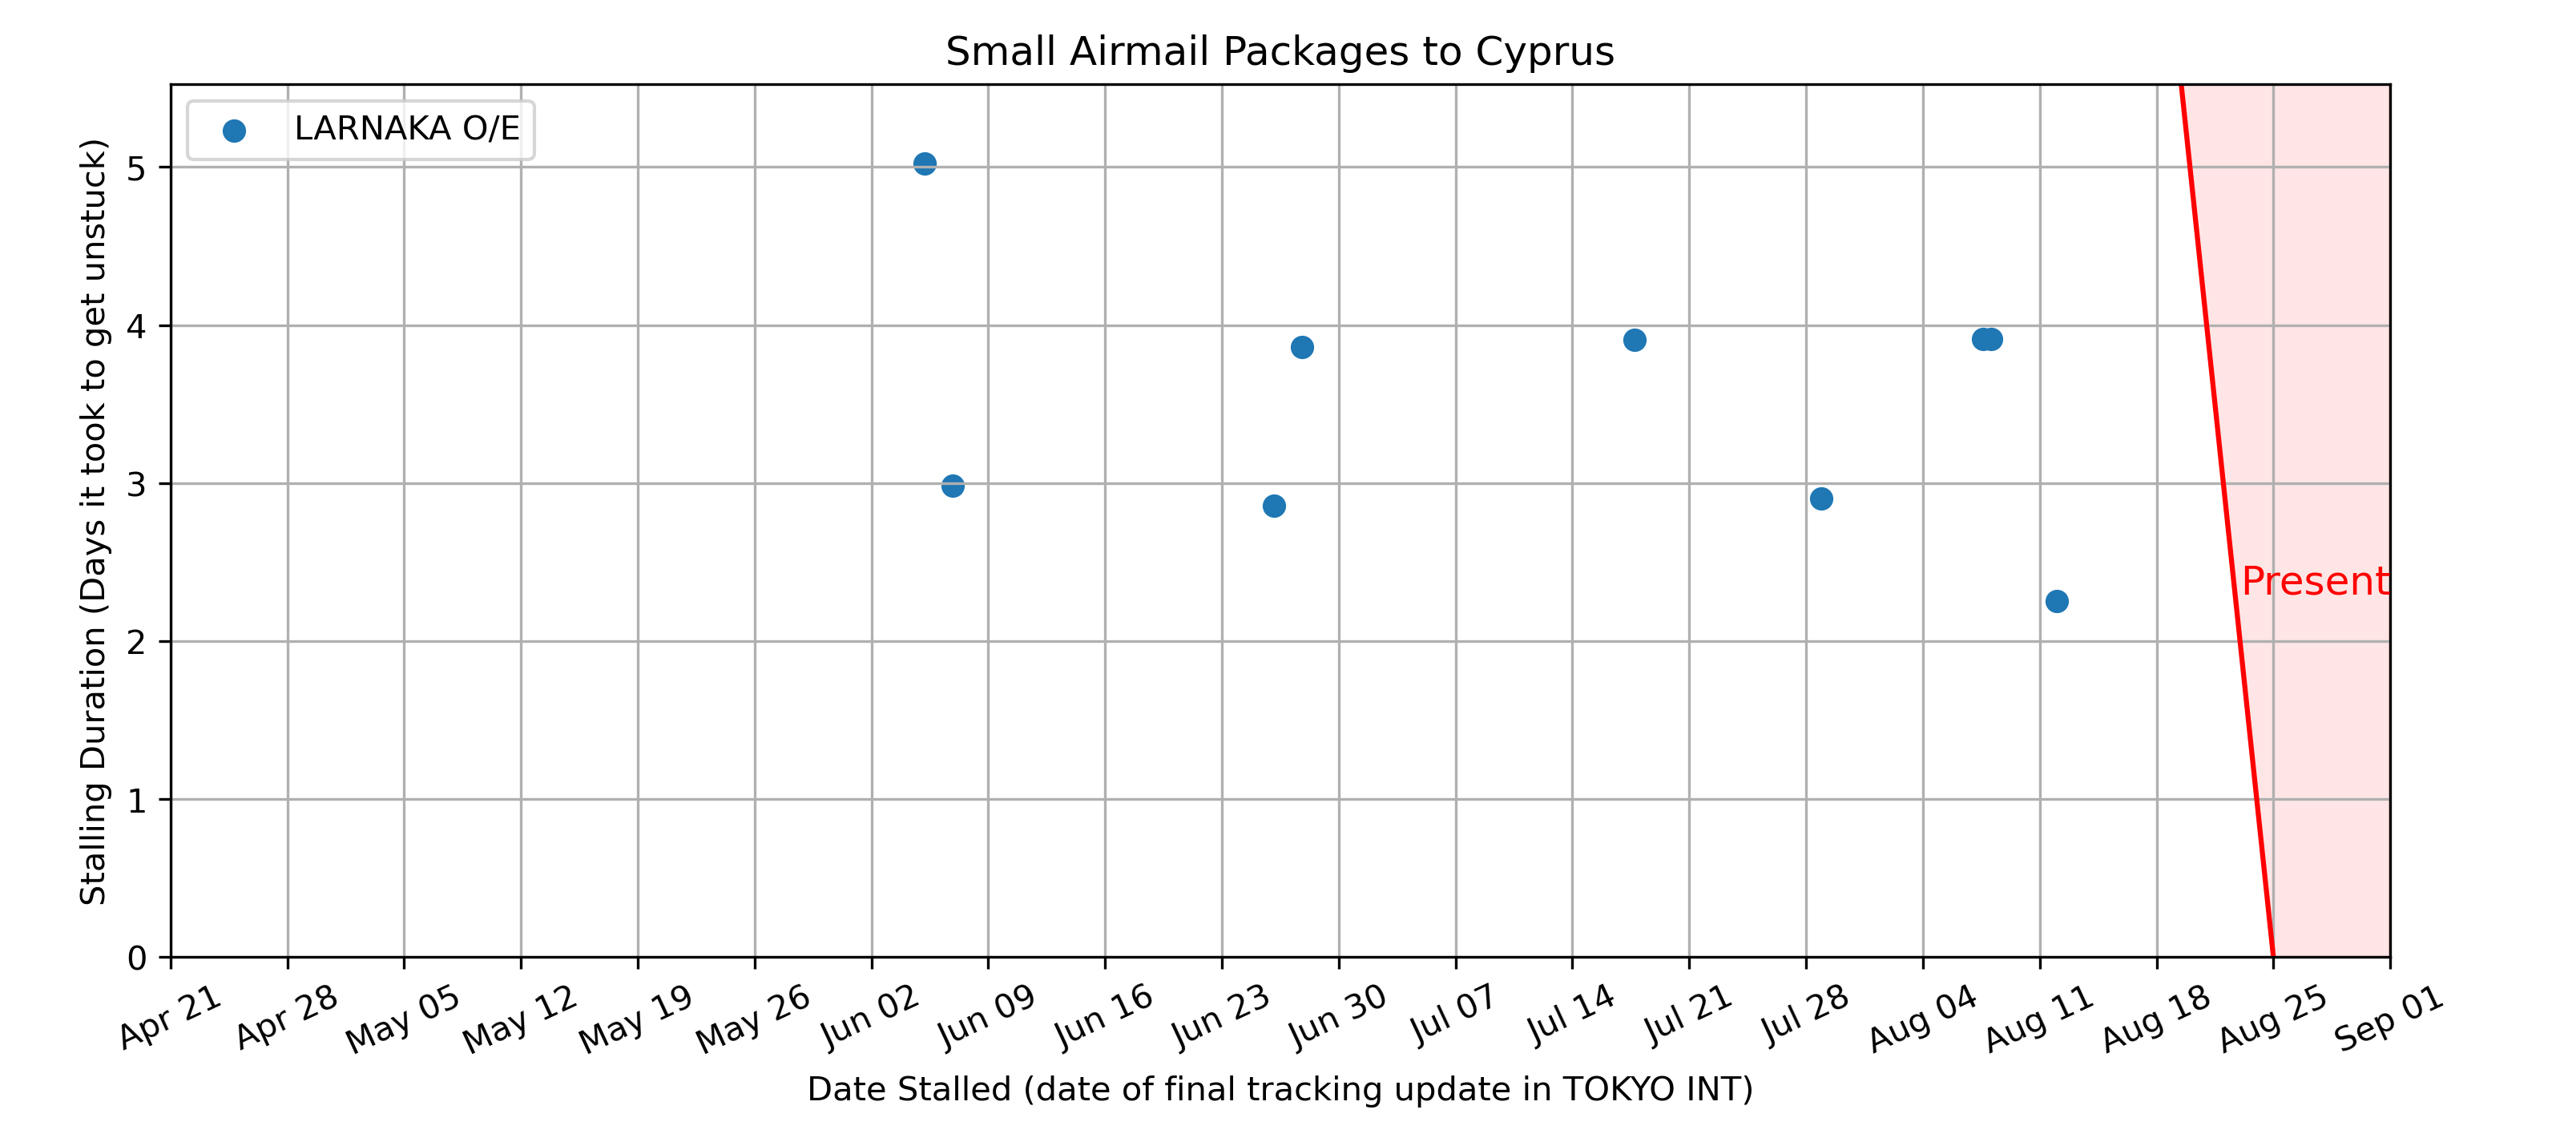 Small Airmail Packages to Cyprus
LARNAKA O/E
Stalling Duration (Days it took to get unstuck)
5
4
3
2
1
0
Present
Apr 21
Apr 28
May 05
May 12
May 19
May 26
Jun 02
Jun 09
Jun 16
Jun 23
Jun 30
Jul 07
Jul 14
Jul 21
Jul 28
Aug 04
Aug 11
Aug 18
Aug 25
Sep 01
Date Stalled (date of final tracking update in TOKYO INT)